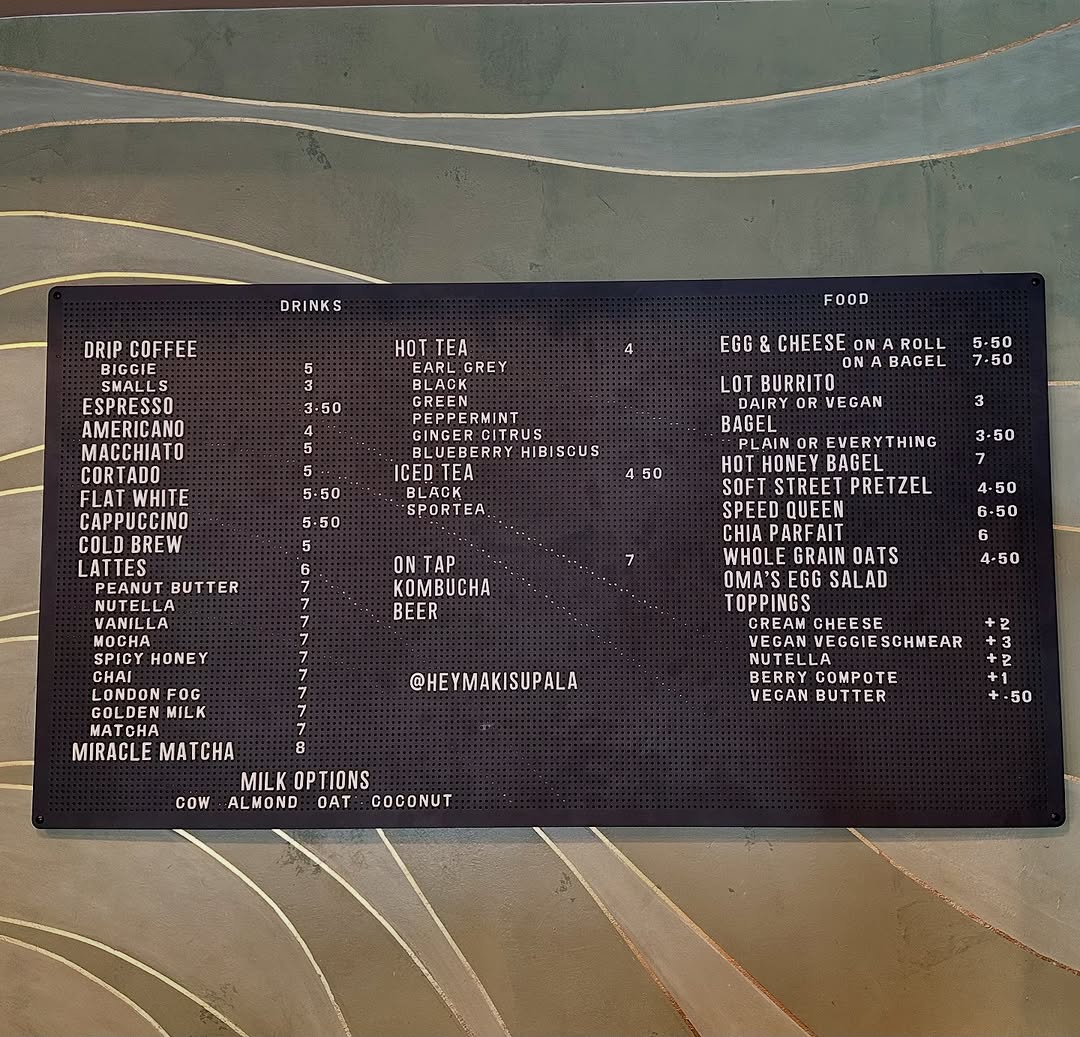 DRINKS
DRIP COFFEE
BIGGIE 5
SMALLS 3
ESPRESSO 3.50
AMERICANO 4
MACCHIATO 5
CORTADO 5
FLAT WHITE 5.50
CAPPUCCINO 5.50
COLD BREW 5
LATTES 6
PEANUT BUTTER 7
NUTELLA 7
VANILLA 7
MOCHA 7
SPICY HONEY 7
CHAI 7
LONDON FOG 7
GOLDEN MILK 7
MATCHA 7
MIRACLE MATCHA 8
MILK OPTIONS
COW ALMOND OAT COCONUT
HOT TEA 4
EARL GREY
BLACK
GREEN
PEPPERMINT
GINGER CITRUS
BLUEBERRY HIBISCUS
ICED TEA 4 50
BLACK
SPORTEA
ON TAP 7
KOMBUCHA
BEER
@HEYMAKISUPALA
FOOD
EGG & CHEESE ON A ROLL 5.50
ON A BAGEL 7.50
LOT BURRITO
DAIRY OR VEGAN 3
BAGEL
PLAIN OR EVERYTHING 3.50
HOT HONEY BAGEL 7
SOFT STREET PRETZEL 4.50
SPEED QUEEN 6.50
CHIA PARFAIT 6
WHOLE GRAIN OATS 4.50
OMA'S EGG SALAD
TOPPINGS
CREAM CHEESE +2
VEGAN VEGGIESCHMEAR +3
NUTELLA +2
BERRY COMPOTE +1
VEGAN BUTTER +.50